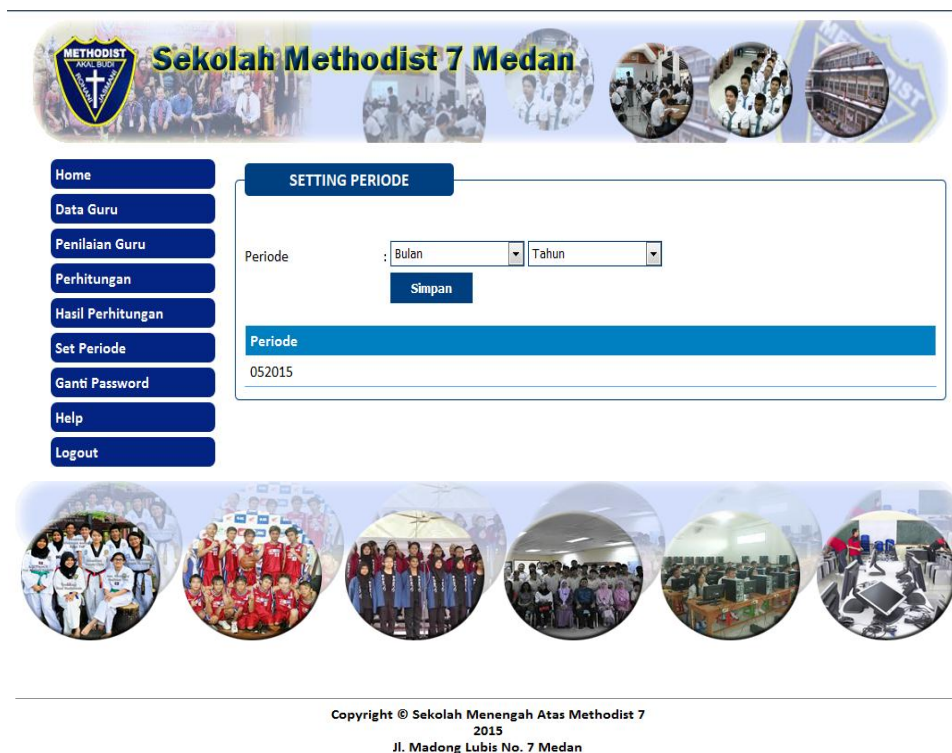 METHODIST
AKAL BUDI
ROHANI
JASMANI
Sekolah Methodist 7 Medan
Home
Data Guru
Penilaian Guru
Perhitungan
Hasil Perhitungan
Set Periode
Ganti Password
Help
Logout
SETTING PERIODE
Periode : Bulan Tahun
Simpan
Periode
052015
Copyright © Sekolah Menengah Atas Methodist 7
2015
Jl. Madong Lubis No. 7 Medan